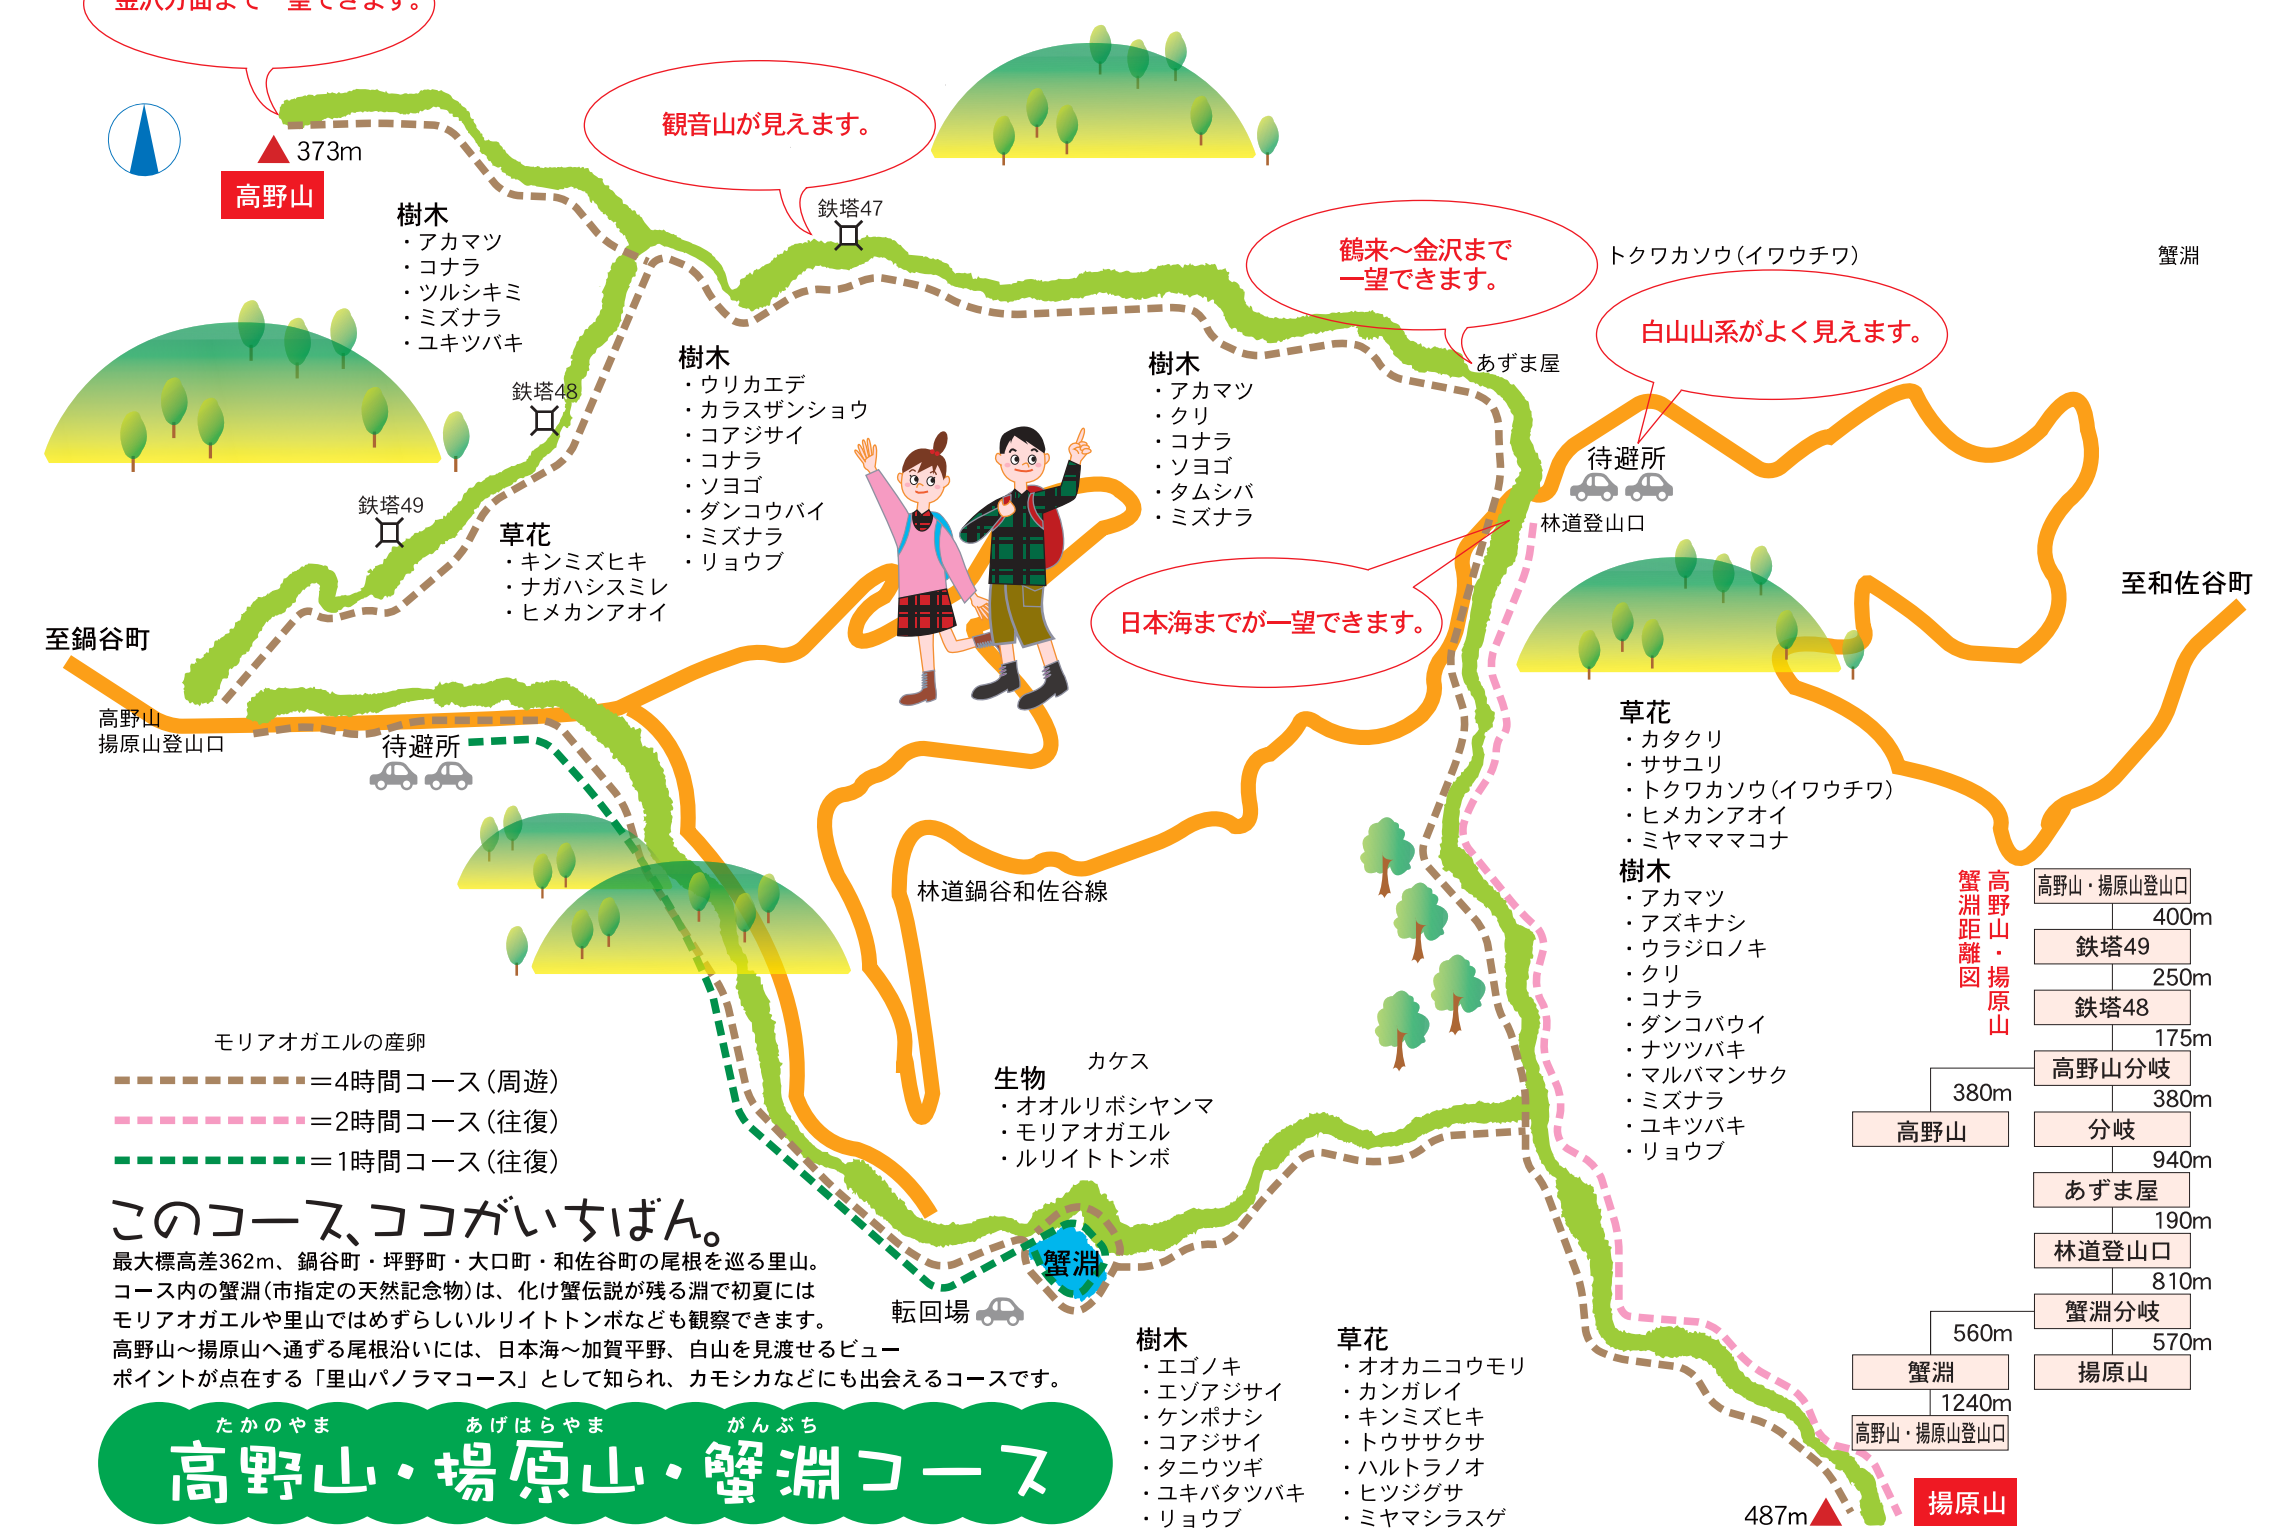 金沢方面まで一望できます。
373m
高野山
観音山が見えます。
鉄塔47
樹木
・アカマツ
・コナラ
・ツルシキミ
・ミズナラ
・ユキツバキ
鶴来～金沢まで
一望できます。
あずま屋
トクワカソウ（イワウチワ）
蟹淵
白山山系がよく見えます。
待避所
林道登山口
鉄塔48
鉄塔49
樹木
・ウリカエデ
・カラスザンショウ
・コアジサイ
・コナラ
・ソヨゴ
・ダンコウバイ
・ミズナラ
・リョウブ
樹木
・アカマツ
・クリ
・コナラ
・ソヨゴ
・タムシバ
・ミズナラ
草花
・キンミズヒキ
・ナガハシスミレ
・ヒメカンアオイ
日本海までが一望できます。
至和佐谷町
至鍋谷町
高野山
揚原山登山口
待避所
林道鍋谷和佐谷線
草花
・カタクリ
・ササユリ
・トクワカソウ（イワウチワ）
・ヒメカンアオイ
・ミヤマママコナ
樹木
・アカマツ
・アズキナシ
・ウラジロノキ
・クリ
・コナラ
・ダンコバウイ
・ナツツバキ
・マルバマンサク
・ミズナラ
・ユキツバキ
・リョウブ
高野山・揚原山
蟹淵距離図
高野山・揚原山登山口
400m
鉄塔49
250m
鉄塔48
175m
高野山分岐
380m
高野山
380m
分岐
940m
あずま屋
190m
林道登山口
810m
蟹淵分岐
560m
570m
蟹淵
揚原山
1240m
高野山・揚原山登山口
モリアオガエルの産卵
＝4時間コース（周遊）
＝2時間コース（往復）
＝1時間コース（往復）
カケス
生物
・オオルリボシヤンマ
・モリアオガエル
・ルリイトトンボ
蟹淵
転回場
このコース、ココがいちばん。
最大標高差362m、鍋谷町・坪野町・大口町・和佐谷町の尾根を巡る里山。
コース内の蟹淵（市指定の天然記念物）は、化け蟹伝説が残る淵で初夏には
モリアオガエルや里山ではめずらしいルリイトトンボなども観察できます。
高野山～揚原山へ通ずる尾根沿いには、日本海～加賀平野、白山を見渡せるビュー
ポイントが点在する「里山パノラマコース」として知られ、カモシカなどにも出会えるコースです。
たかのやま　あげはらやま　がんぶち
高野山・揚原山・蟹淵コース
樹木
・エゴノキ
・エゾアジサイ
・ケンポナシ
・コアジサイ
・タニウツギ
・ユキバタツバキ
・リョウブ
草花
・オオカニコウモリ
・カンガレイ
・キンミズヒキ
・トウササクサ
・ハルトラノオ
・ヒツジグサ
・ミヤマシラスゲ
487m
揚原山